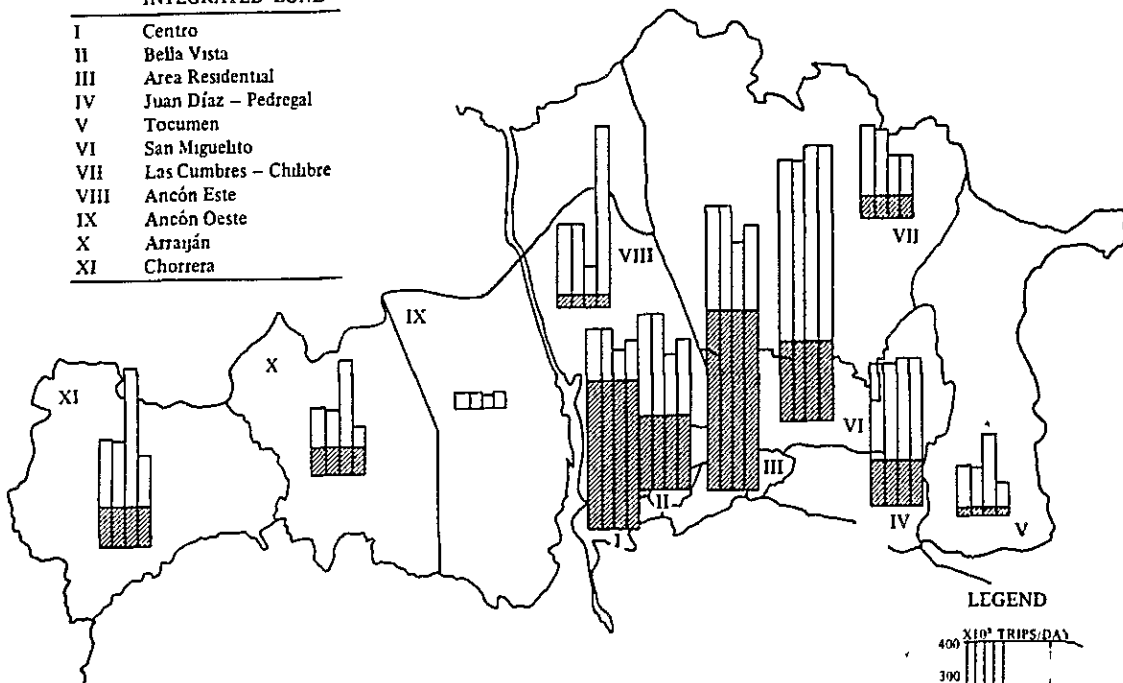 I Centro
II Bella Vista
III Area Residential
IV Juan Díaz – Pedregal
V Tocumen
VI San Miguelito
VII Las Cumbres – Chilibre
VIII Ancón Este
IX Ancón Oeste
X Arraiján
XI Chorrera
VII
VIII
IX
X
XI
VI
III
II
IV
I
V
LEGEND
X10³ TRIPS/DAY
400
300